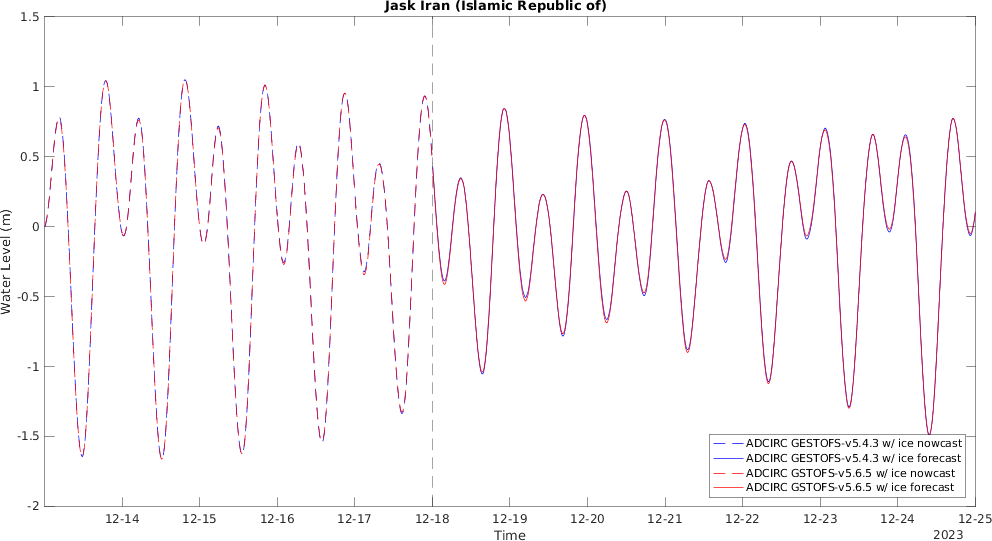 Jask Iran (Islamic Republic of)
1.5
1
0.5
0
-0.5
-1
-1.5
-2
Water Level (m)
12-14 12-15 12-16 12-17 12-18 12-19 12-20 12-21 12-22 12-23 12-24 12-25
Time
2023
ADCIRC GESTOFS-v5.4.3 w/ ice nowcast
ADCIRC GESTOFS-v5.4.3 w/ ice forecast
ADCIRC GSTOFS-v5.6.5 w/ ice nowcast
ADCIRC GSTOFS-v5.6.5 w/ ice forecast